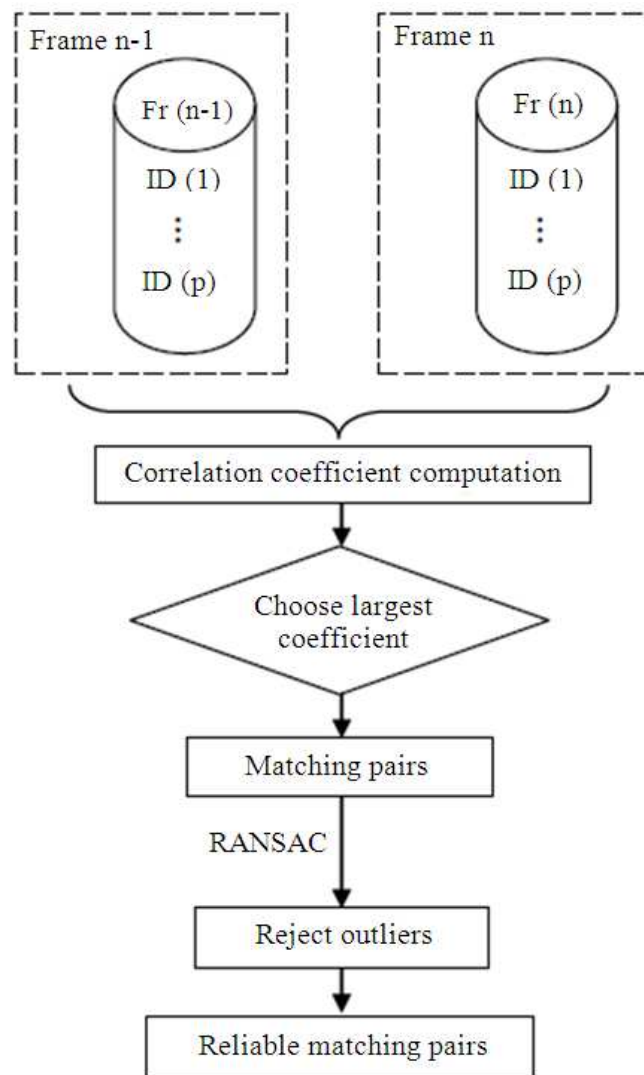 Frame n-1
Fr (n-1)
ID (1)
⋮
ID (p)
Frame n
Fr (n)
ID (1)
⋮
ID (p)
Correlation coefficient computation
Choose largest
coefficient
Matching pairs
RANSAC
Reject outliers
Reliable matching pairs